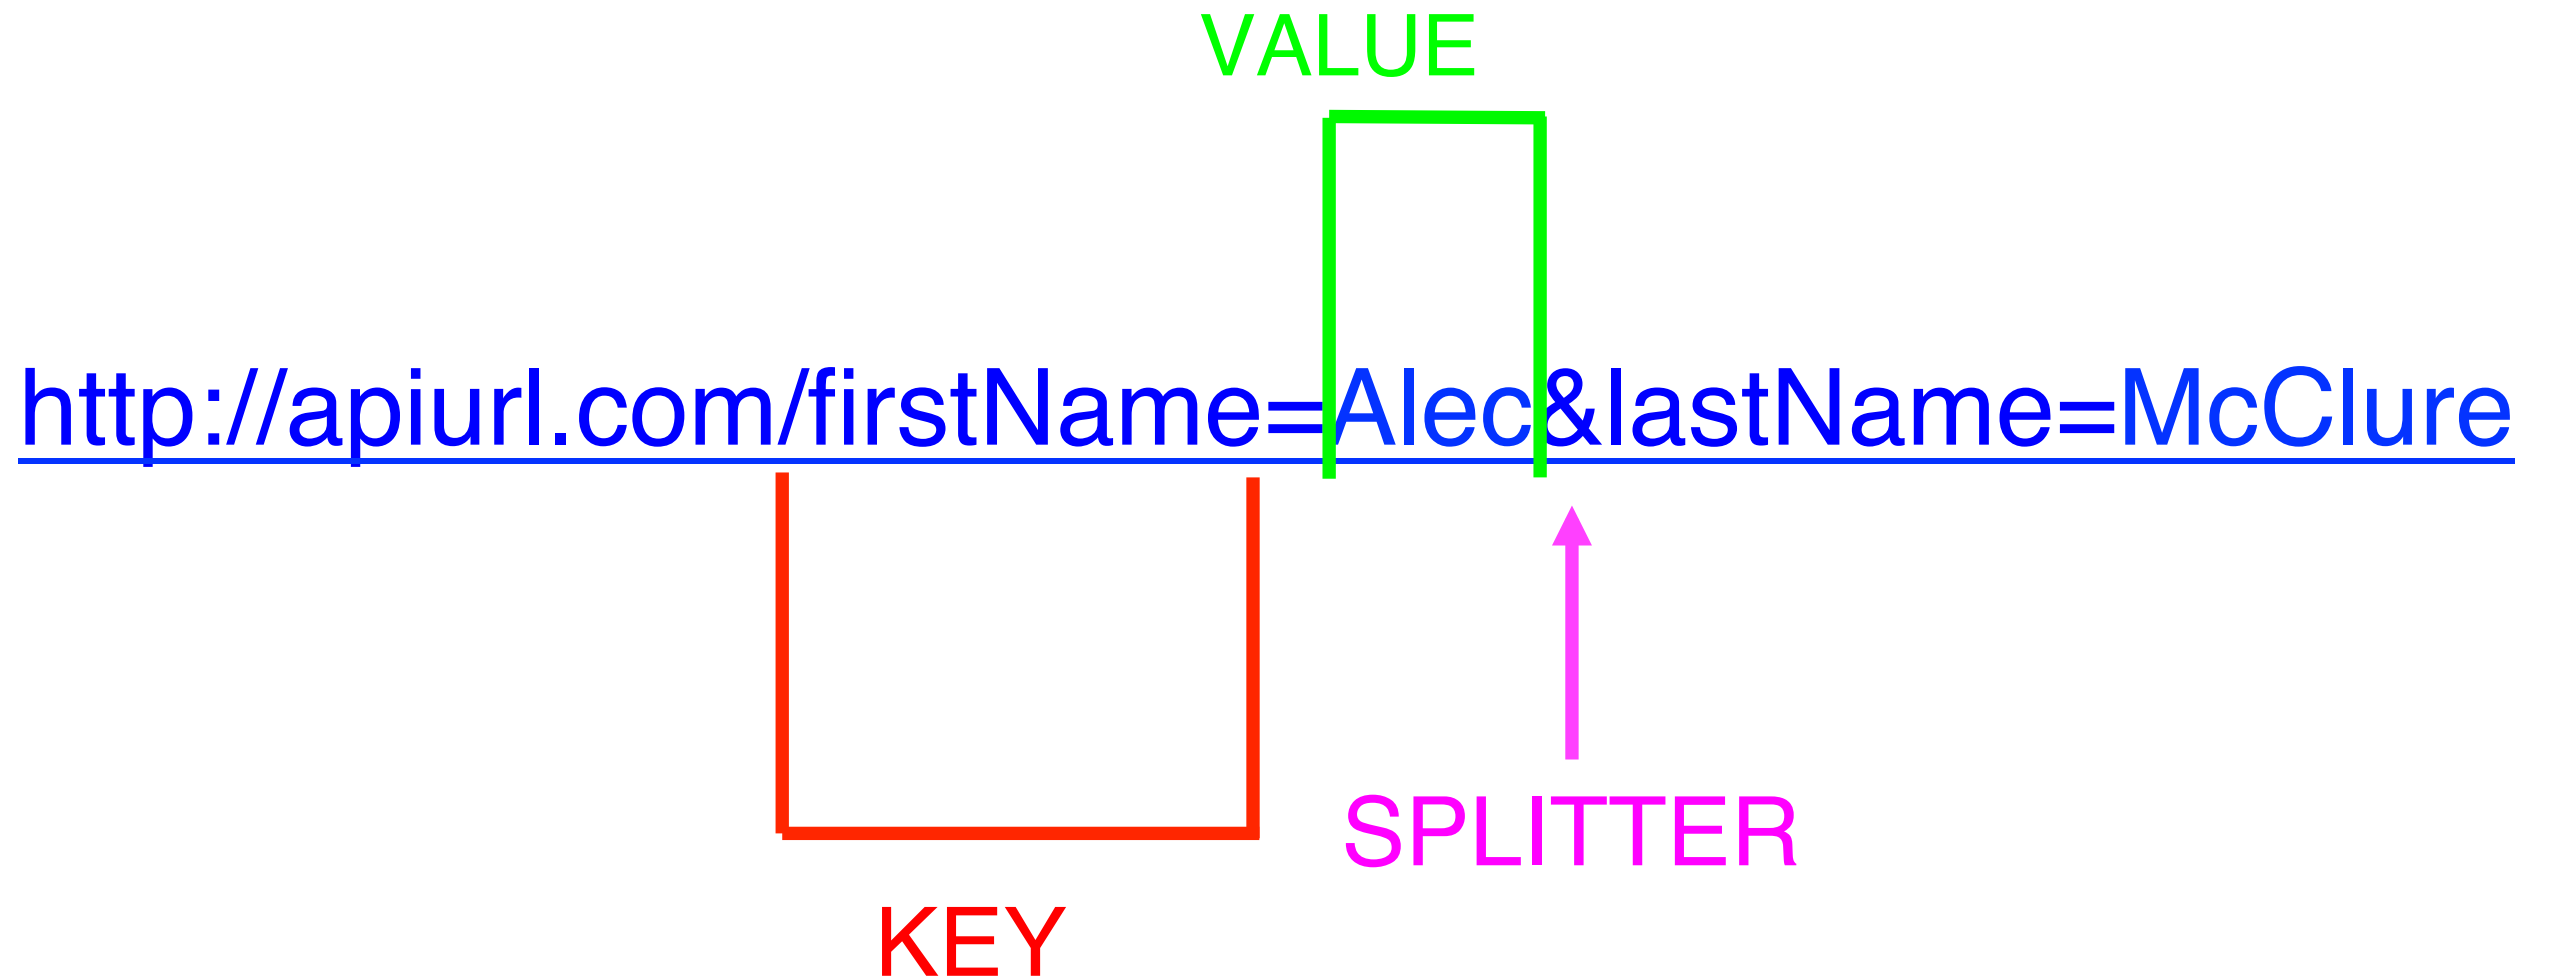 VALUE
http://apiurl.com/firstName=Alec&lastName=McClure
SPLITTER
KEY